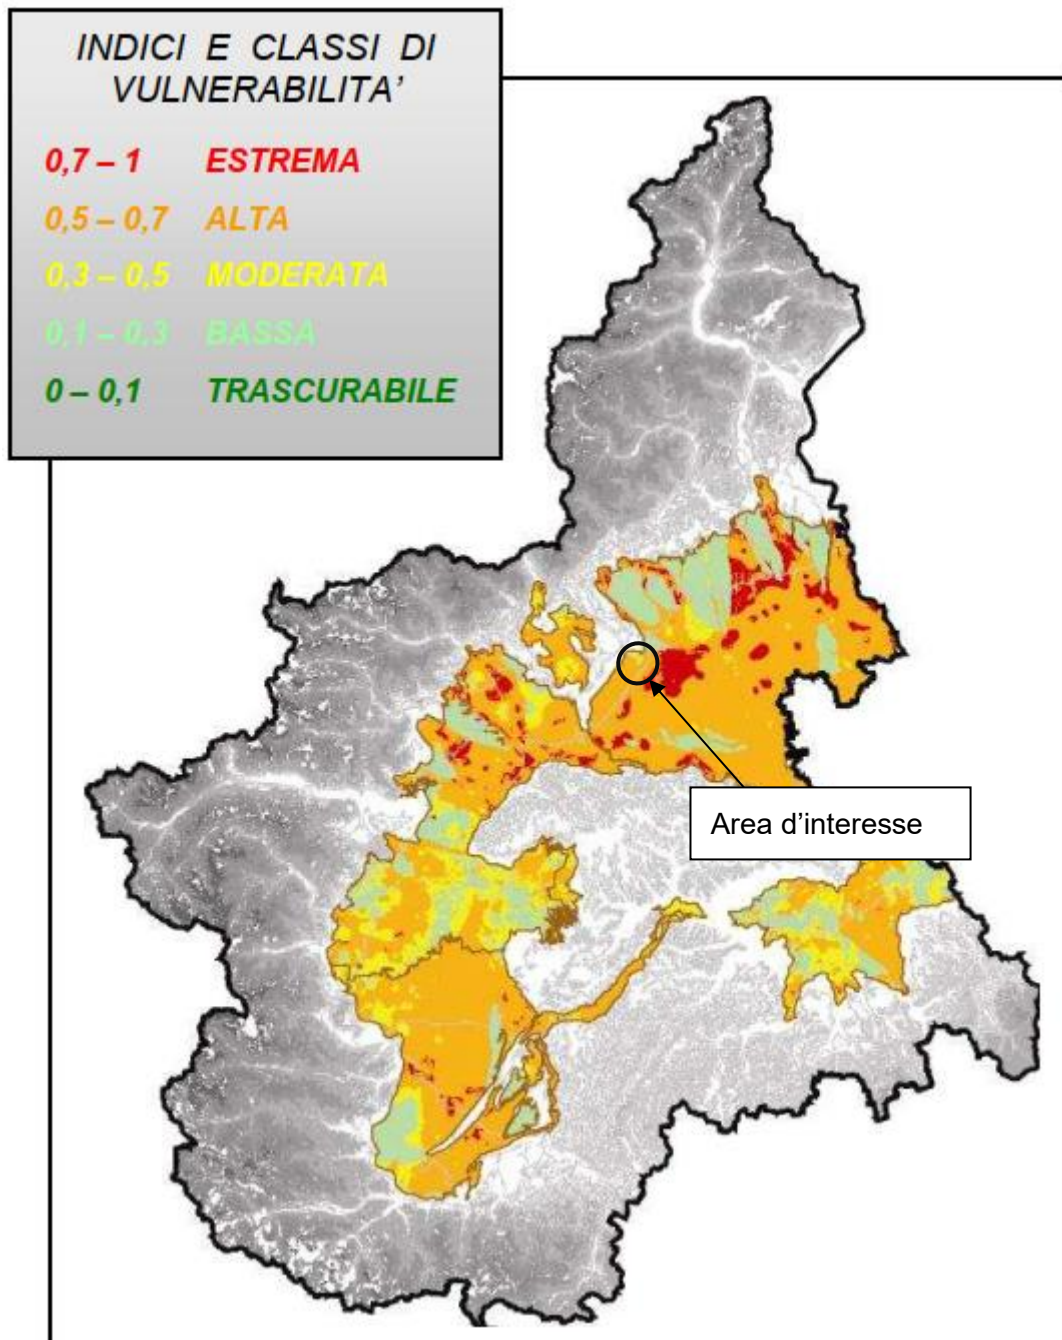 INDICI E CLASSI DI
VULNERABILITA'
0,7 – 1 ESTREMA
0,5 – 0,7 ALTA
0,3 – 0,5 MODERATA
0,1 – 0,3 BASSA
0 – 0,1 TRASCURABILE
Area d'interesse